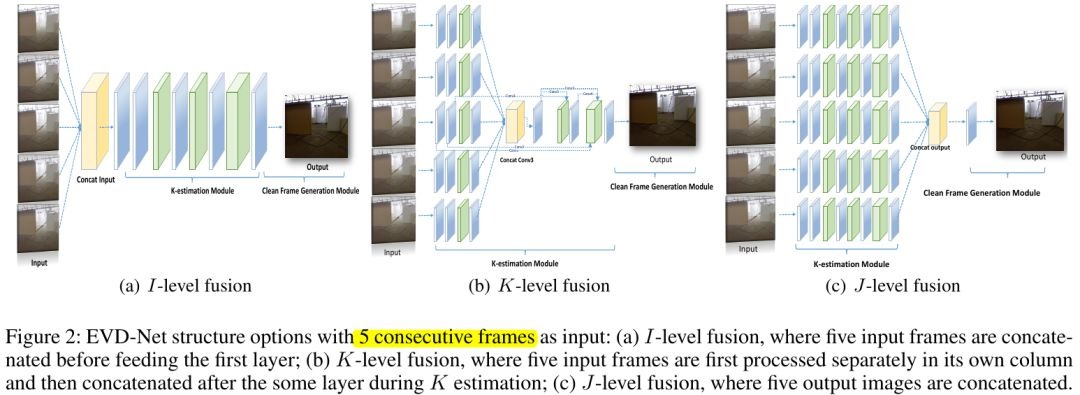 Input
Concat Input
K-estimation Module
Output
Clean Frame Generation Module
(a) I-level fusion
Input
Concat Conv3
K-estimation Module
Output
Clean Frame Generation Module
(b) K-level fusion
Input
K-estimation Module
Concat output
Output
Clean Frame Generation Module
(c) J-level fusion
Figure 2: EVD-Net structure options with 5 consecutive frames as input: (a) I-level fusion, where five input frames are concate-
nated before feeding the first layer; (b) K-level fusion, where five input frames are first processed separately in its own column
and then concatenated after the some layer during K estimation; (c) J-level fusion, where five output images are concatenated.